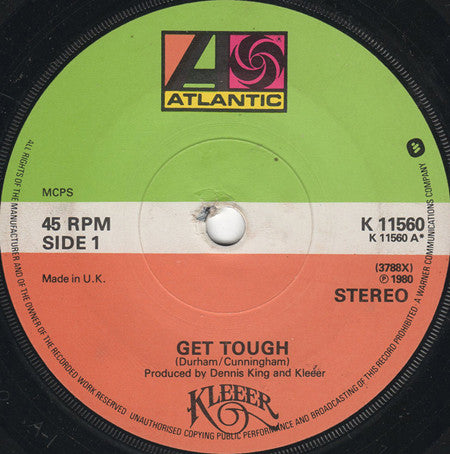 ATLANTIC
MCPS
45 RPM
SIDE 1
K 11560
K 11560 A*
Made in U.K.
(3788X)
℗ 1980
STEREO
GET TOUGH
(Durham/Cunningham)
Produced by Dennis King and Kleeer
KLEEER
ALL RIGHTS OF THE MANUFACTURER AND OF THE OWNER OF THE RECORDED WORK RESERVED. UNAUTHORISED COPYING PUBLIC PERFORMANCE AND BROADCASTING OF THIS RECORD PROHIBITED. A WARNER COMMUNICATIONS COMPANY